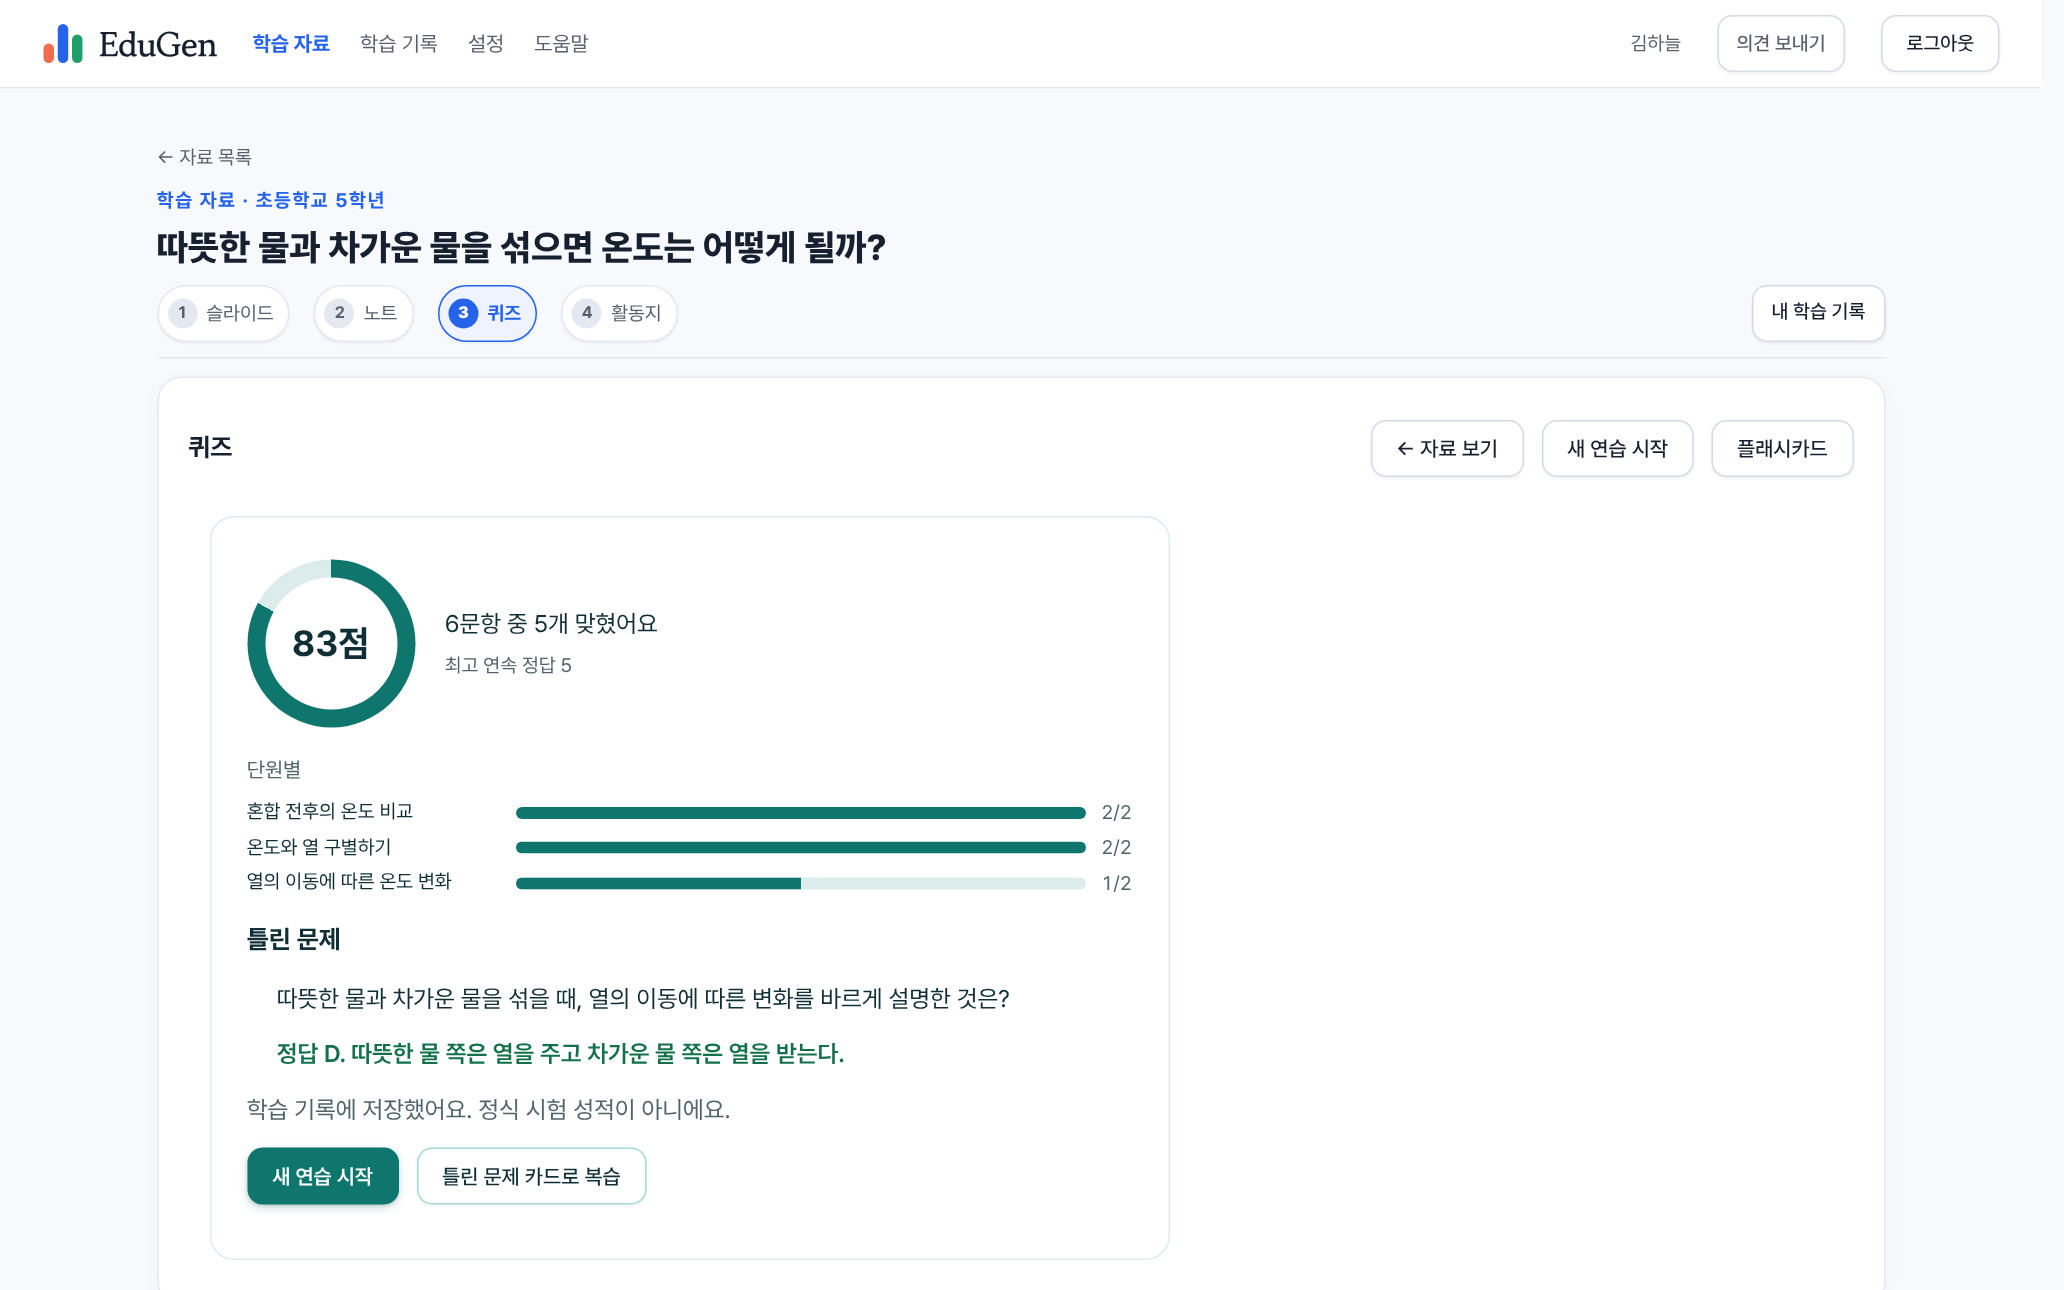 EduGen 학습 자료 학습 기록 설정 도움말 김하늘 의견 보내기 로그아웃
← 자료 목록
학습 자료 · 초등학교 5학년
따뜻한 물과 차가운 물을 섞으면 온도는 어떻게 될까?
1 슬라이드 2 노트 3 퀴즈 4 활동지 내 학습 기록
퀴즈 ← 자료 보기 새 연습 시작 플래시카드
83점
6문항 중 5개 맞혔어요
최고 연속 정답 5
단원별
혼합 전후의 온도 비교 2/2
온도와 열 구별하기 2/2
열의 이동에 따른 온도 변화 1/2
틀린 문제
따뜻한 물과 차가운 물을 섞을 때, 열의 이동에 따른 변화를 바르게 설명한 것은?
정답 D. 따뜻한 물 쪽은 열을 주고 차가운 물 쪽은 열을 받는다.
학습 기록에 저장했어요. 정식 시험 성적이 아니에요.
새 연습 시작 틀린 문제 카드로 복습